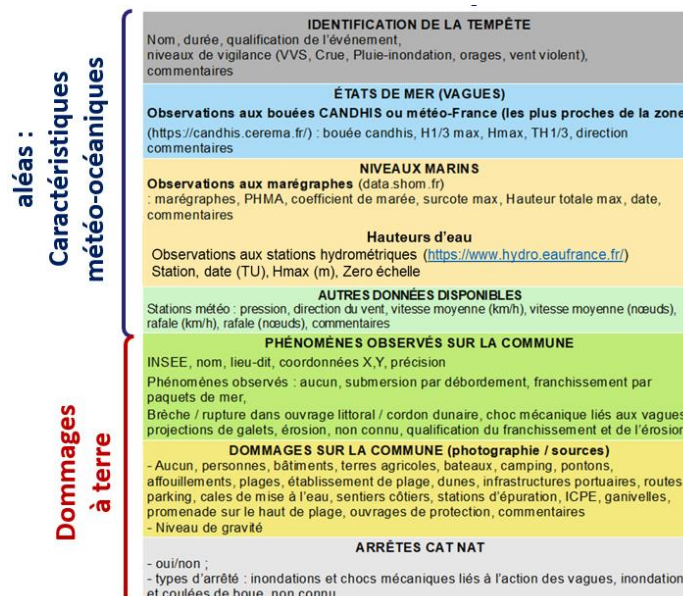 aléas :
Caractéristiques
météo-océaniques
IDENTIFICATION DE LA TEMPÊTE
Nom, durée, qualification de l'événement,
niveaux de vigilance (VVS, Crue, Pluie-inondation, orages, vent violent),
commentaires
ÉTATS DE MER (VAGUES)
Observations aux bouées CANDHIS ou météo-France (les plus proches de la zone
(https://candhis.cerema.fr/) : bouée candhis, H1/3 max, Hmax, TH1/3, direction
commentaires
NIVEAUX MARINS
Observations aux marégraphes (data.shom.fr)
: marégraphes, PHMA, coefficient de marée, surcote max, Hauteur totale max, date,
commentaires
Hauteurs d'eau
Observations aux stations hydrométriques (https://www.hydro.eaufrance.fr/)
Station, date (TU), Hmax (m), Zero échelle
AUTRES DONNÉES DISPONIBLES
Stations météo : pression, direction du vent, vitesse moyenne (km/h), vitesse moyenne (nœuds),
rafale (km/h), rafale (nœuds), commentaires
Dommages
à terre
PHÉNOMÈNES OBSERVÉS SUR LA COMMUNE
INSEE, nom, lieu-dit, coordonnées X,Y, précision
Phénomènes observés : aucun, submersion par débordement, franchissement par
paquets de mer,
Brèche / rupture dans ouvrage littoral / cordon dunaire, choc mécanique liés aux vagues
projections de galets, érosion, non connu, qualification du franchissement et de l'érosion
DOMMAGES SUR LA COMMUNE (photographie / sources)
- Aucun, personnes, bâtiments, terres agricoles, bateaux, camping, pontons,
affouillements, plages, établissement de plage, dunes, infrastructures portuaires, routes
parking, cales de mise à l'eau, sentiers côtiers, stations d'épuration, ICPE, ganivelles,
promenade sur le haut de plage, ouvrages de protection, commentaires
- Niveau de gravité
ARRÊTES CAT NAT
- oui/non ;
- types d'arrêté : inondations et chocs mécaniques liés à l'action des vagues, inondation
et coulées de boue, non connu